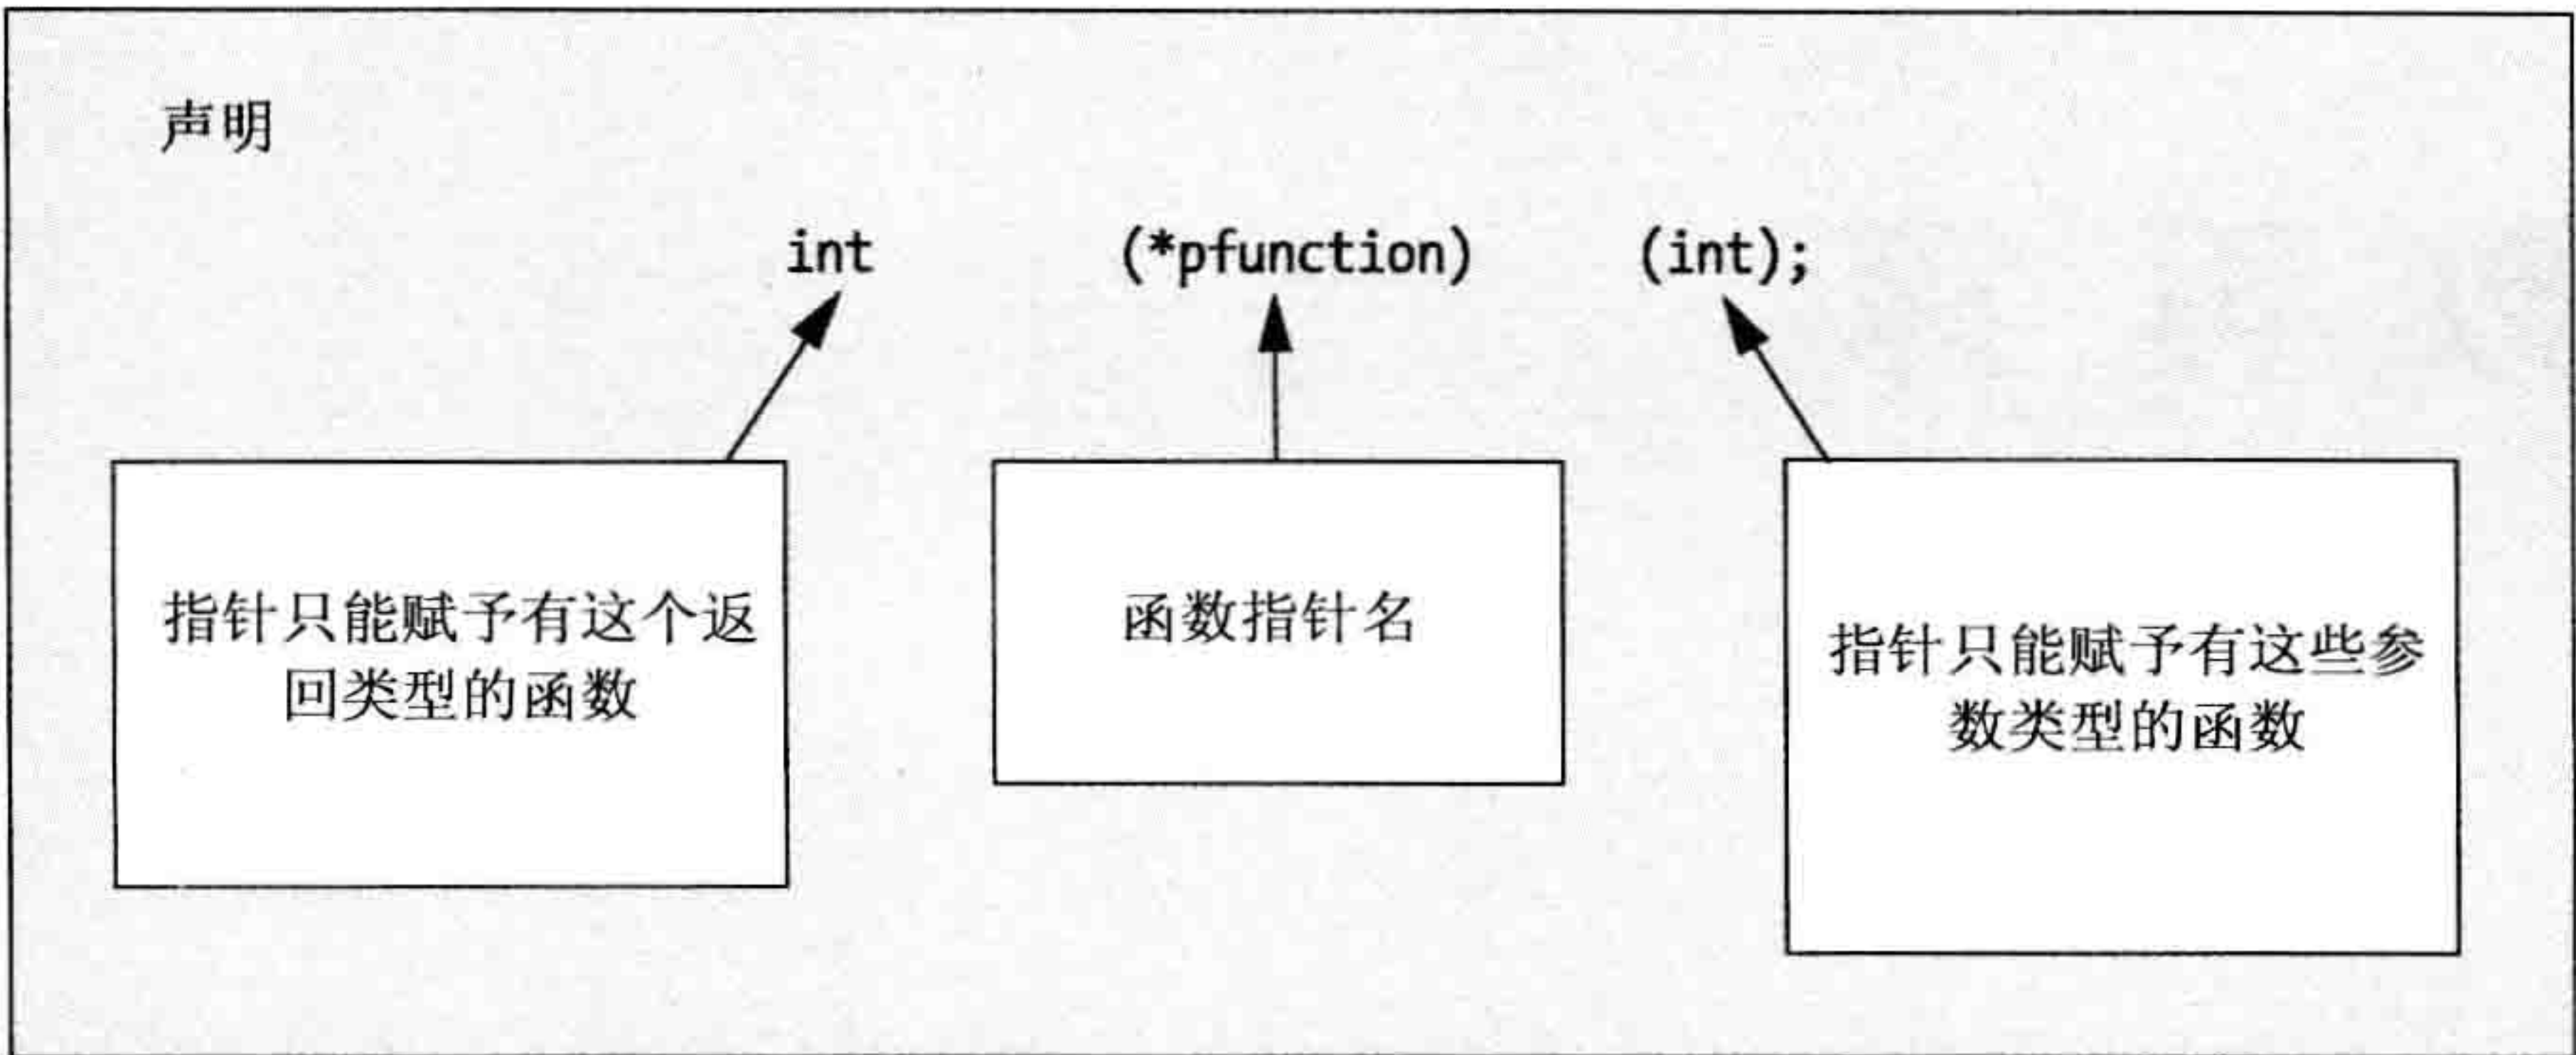 声明
int (*pfunction) (int);
指针只能赋予有这个返
回类型的函数
函数指针名
指针只能赋予有这些参
数类型的函数